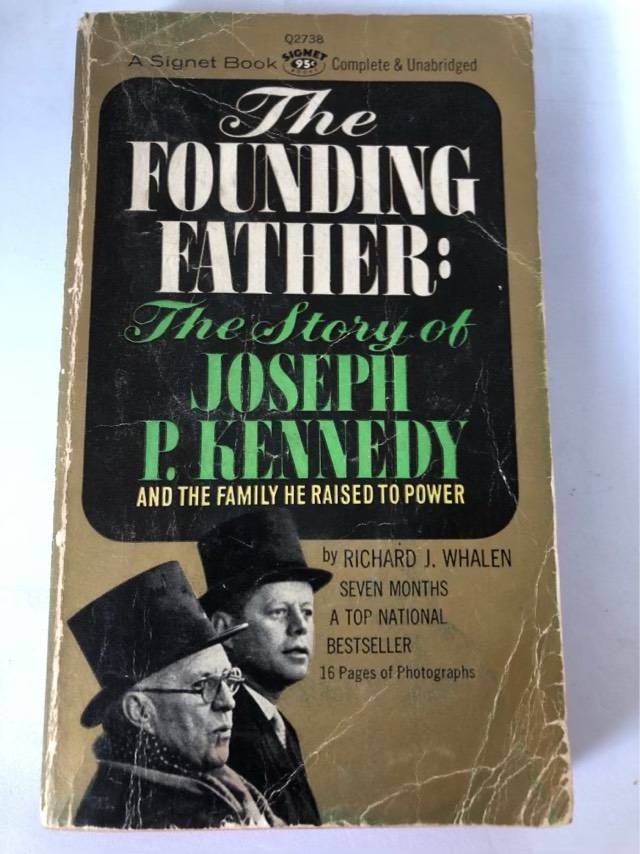 Q2738
A Signet Book SIGNET 95¢ BOOKS Complete & Unabridged
The
FOUNDING
FATHER:
The Story of
JOSEPH
P. KENNEDY
AND THE FAMILY HE RAISED TO POWER
by RICHARD J. WHALEN
SEVEN MONTHS
A TOP NATIONAL
BESTSELLER
16 Pages of Photographs